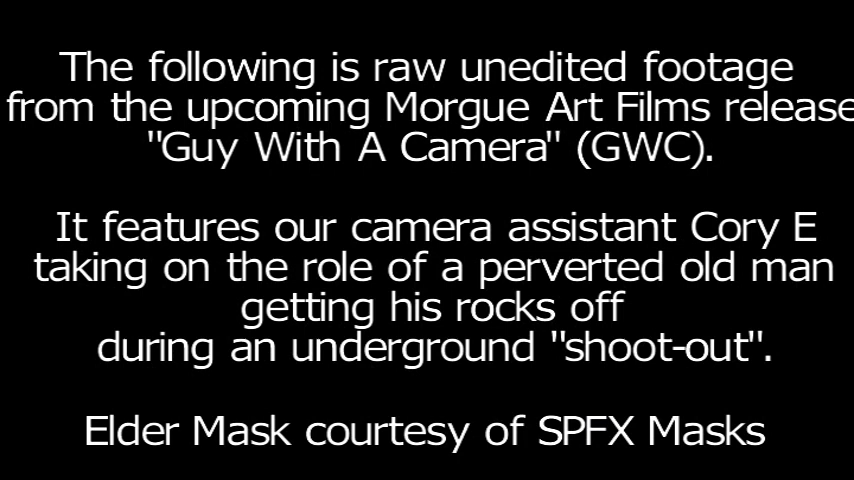 The following is raw unedited footage
from the upcoming Morgue Art Films release
"Guy With A Camera" (GWC).
It features our camera assistant Cory E
taking on the role of a perverted old man
getting his rocks off
during an underground "shoot-out".
Elder Mask courtesy of SPFX Masks